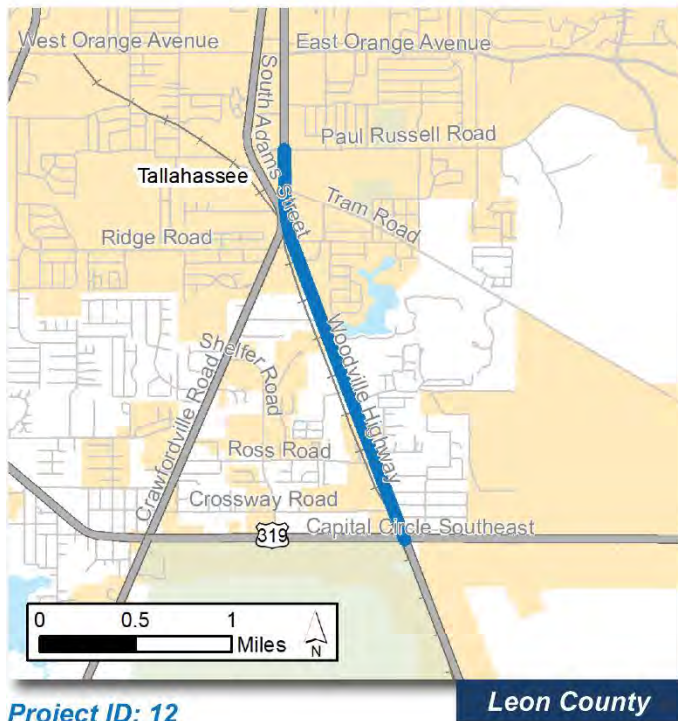 West Orange Avenue
East Orange Avenue
South Adams Street
Paul Russell Road
Tallahassee
Tram Road
Ridge Road
Woodville Highway
Shelfer Road
Crawfordville Road
Ross Road
Crossway Road
Capital Circle Southeast
319
0 0.5 1
Miles
N
Project ID: 12
Leon County